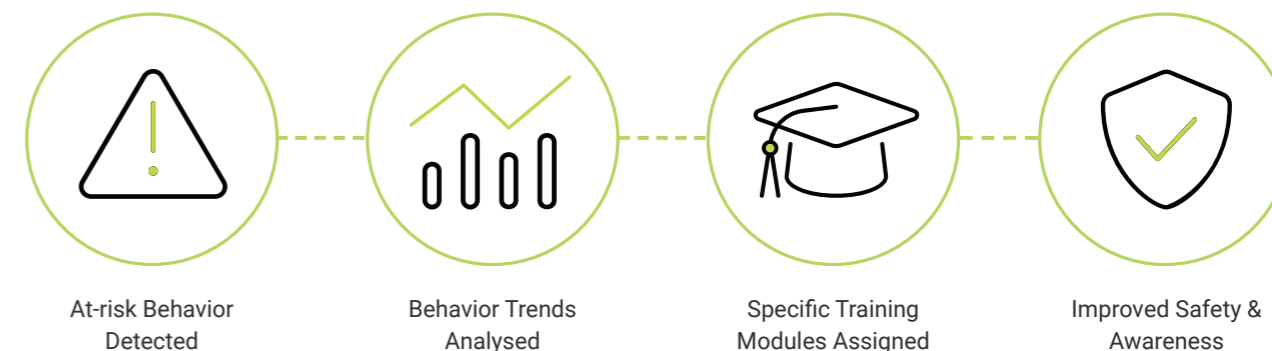 At-risk Behavior
Detected
Behavior Trends
Analysed
Specific Training
Modules Assigned
Improved Safety &
Awareness